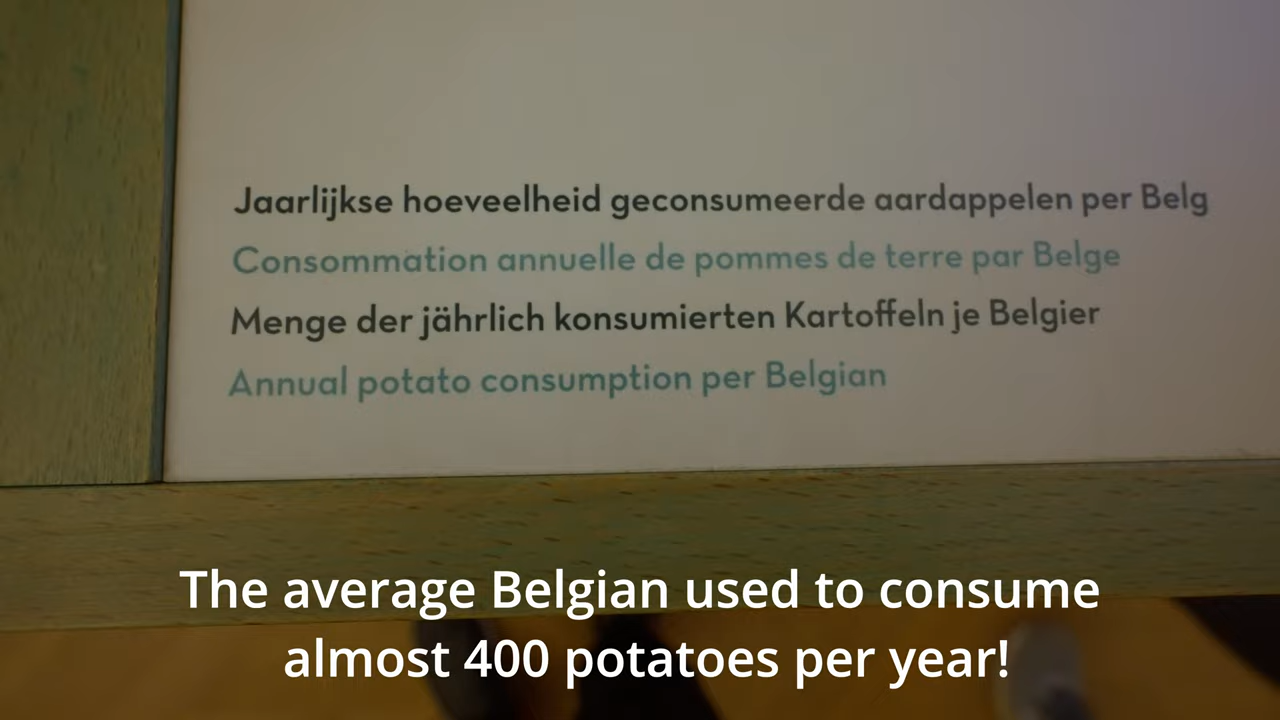 Jaarlijkse hoeveelheid geconsumeerde aardappelen per Belg
Consommation annuelle de pommes de terre par Belge
Menge der jährlich konsumierten Kartoffeln je Belgier
Annual potato consumption per Belgian
The average Belgian used to consume
almost 400 potatoes per year!